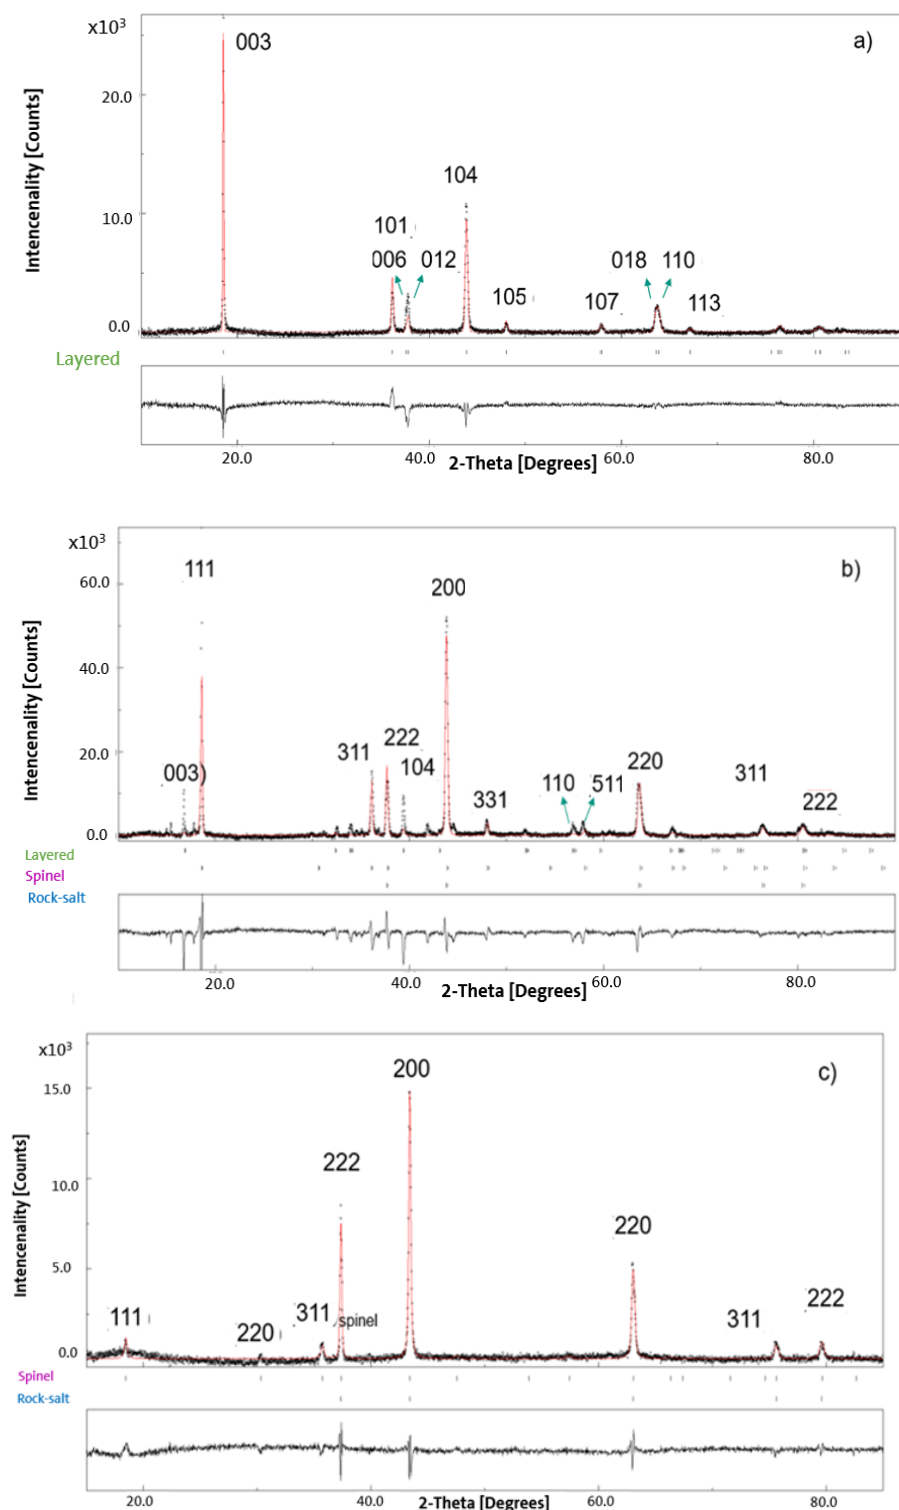 x10³
003
a)
20.0
Intencenality [Counts]
104
10.0
101
006
012
018
110
105
107
113
0.0
Layered
20.0
40.0
60.0
80.0
2-Theta [Degrees]
x10³
111
b)
60.0
200
Intencenality [Counts]
40.0
20.0
311
222
104
003)
331
110
511
220
311
222
0.0
Layered
Spinel
Rock-salt
20.0
40.0
60.0
80.0
2-Theta [Degrees]
x10³
200
c)
15.0
Intencenality [Counts]
222
10.0
220
5.0
111
220
311
spinel
311
222
0.0
Spinel
Rock-salt
20.0
40.0
60.0
80.0
2-Theta [Degrees]